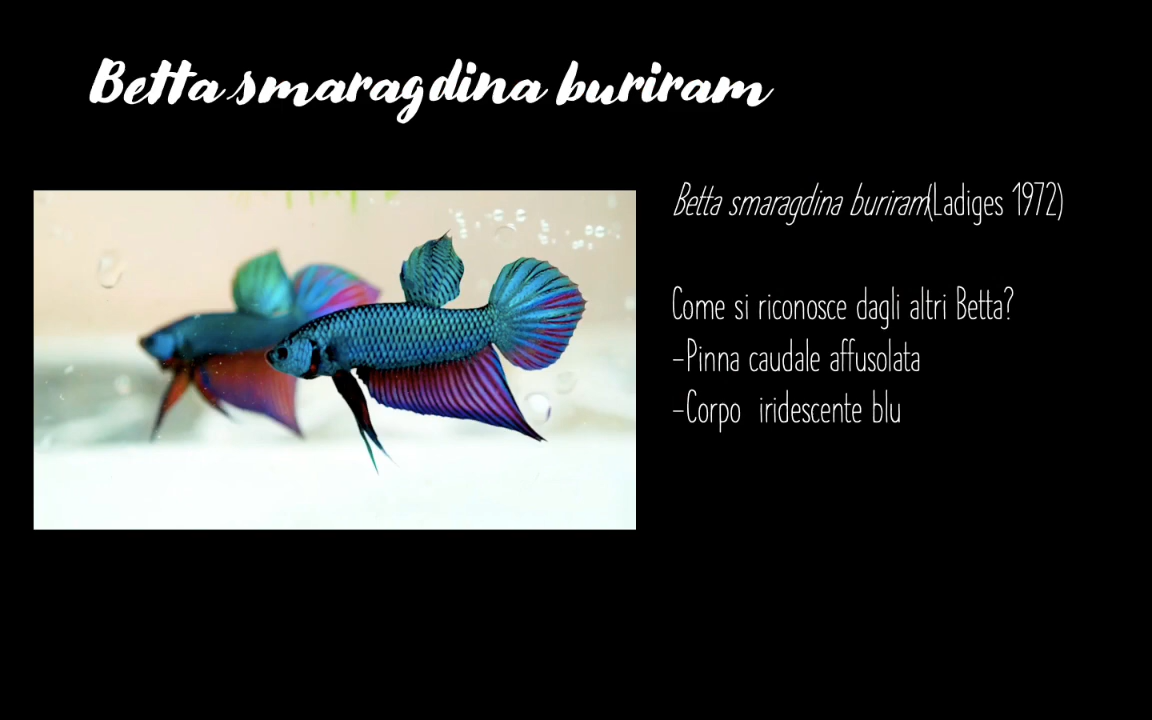 Betta smaragdina buriram
Betta smaragdina buriram(Ladiges 1972)
Come si riconosce dagli altri Betta?
-Pinna caudale affusolata
-Corpo iridescente blu